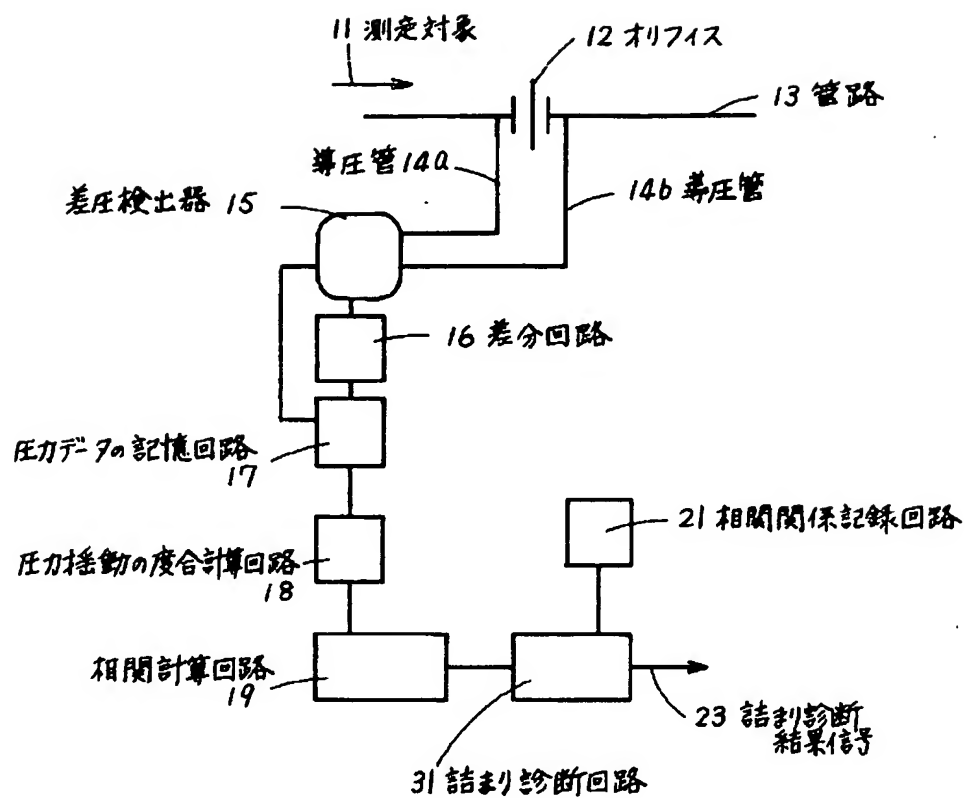 11 測定対象
12 オリフィス
13 管路
導圧管 14a
14b 導圧管
差圧検出器 15
16 差分回路
圧力データの記憶回路
17
21 相関関係記録回路
圧力揺動の度合計算回路
18
相関計算回路
19
23 詰まり診断
結果信号
31 詰まり診断回路